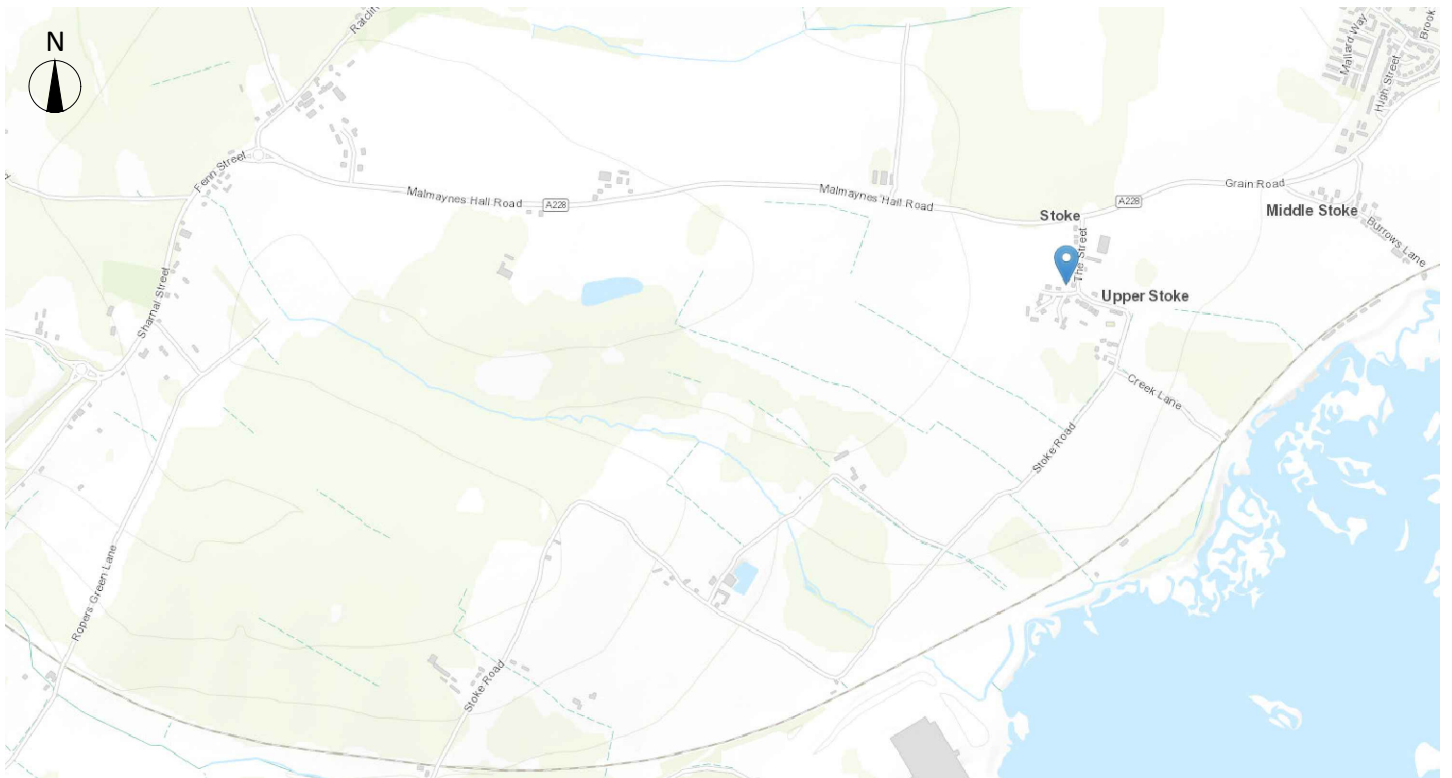 N
Mallard Way
High Street
Fenn Street
Malmaynes Hall Road
A228
Malmaynes Hall Road
A228
Grain Road
Stoke
Middle Stoke
Burrows Lane
The Street
Upper Stoke
Sharnal Street
Creek Lane
Stoke Road
Ropers Green Lane
Stoke Road